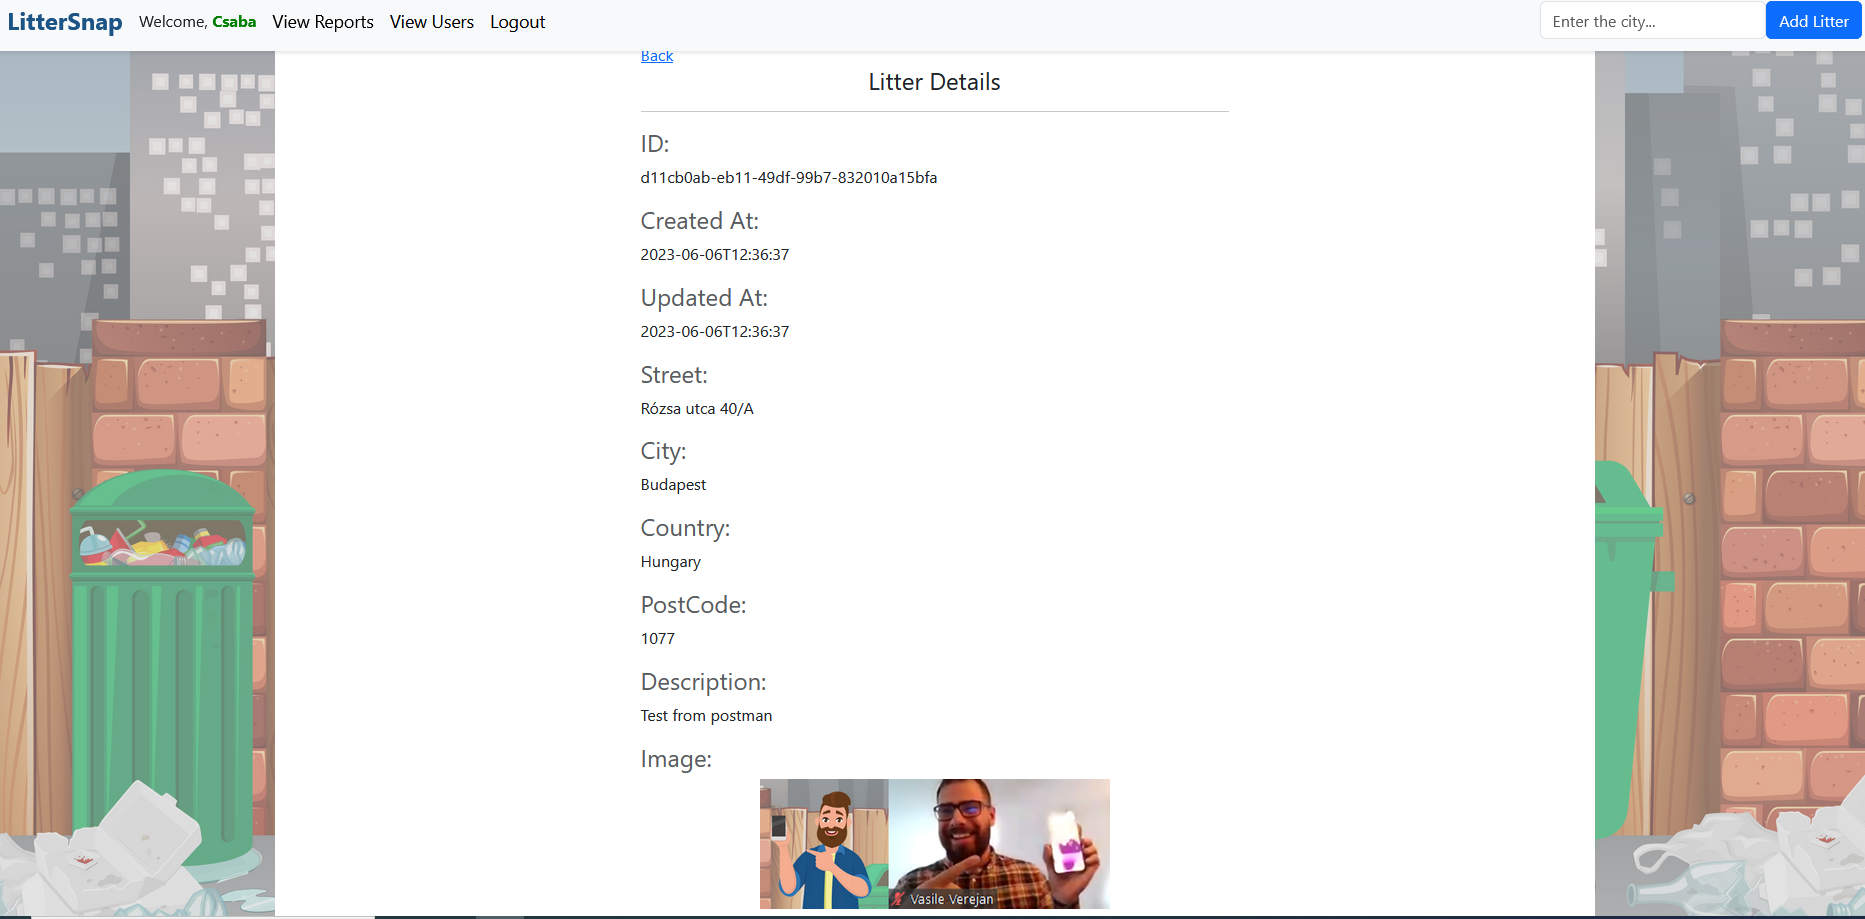 LitterSnap Welcome, Csaba View Reports View Users Logout Enter the city... Add Litter
Back
Litter Details
ID:
d11cb0ab-eb11-49df-99b7-832010a15bfa
Created At:
2023-06-06T12:36:37
Updated At:
2023-06-06T12:36:37
Street:
Rózsa utca 40/A
City:
Budapest
Country:
Hungary
PostCode:
1077
Description:
Test from postman
Image:
Vasile Verejan